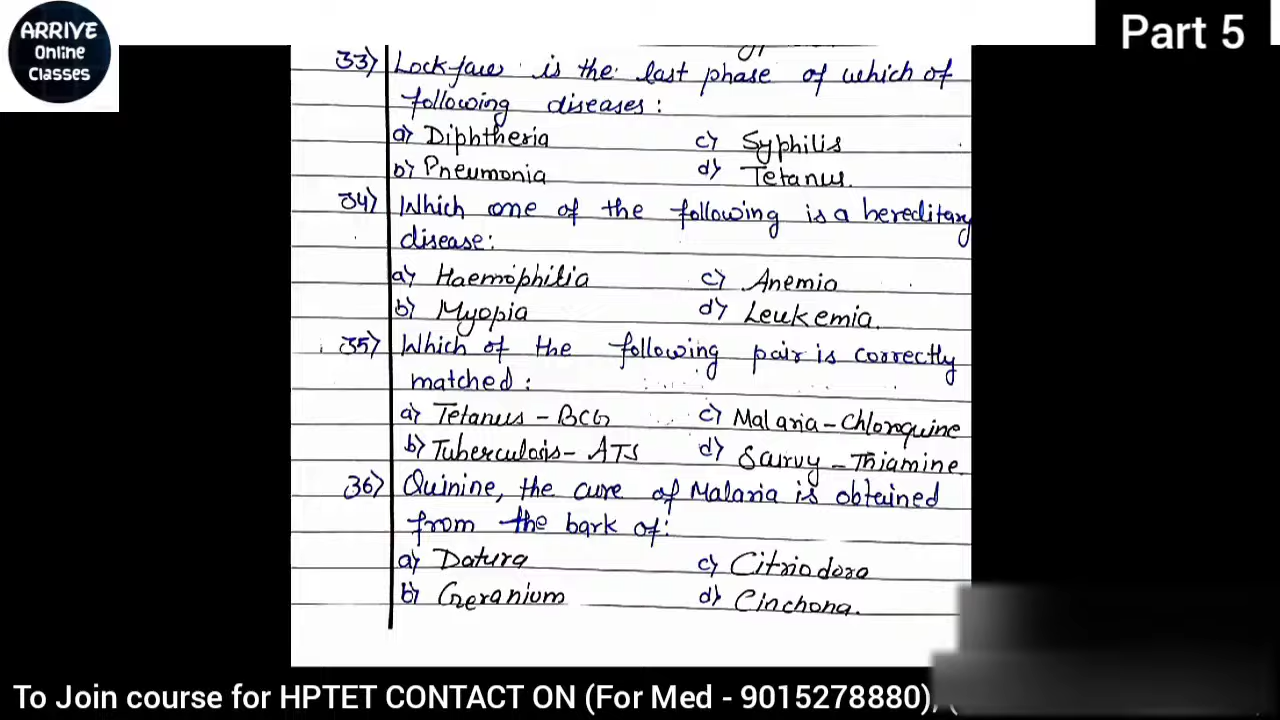 ARRIVE
Online
Classes
Part 5
33) Lockjaw is the last phase of which of
following diseases:
a) Diphtheria c) Syphilis
b) Pneumonia d) Tetanus.
34) Which one of the following is a hereditary
disease:
a) Haemophilia c) Anemia
b) Myopia d) Leukemia.
35) Which of the following pair is correctly
matched:
a) Tetanus - BCG c) Malaria - Chloroquine
b) Tuberculosis - ATS d) Scurvy - Thiamine
36) Quinine, the cure of Malaria is obtained
from the bark of:
a) Datura c) Citriodora
b) Geranium d) Cinchona.
To Join course for HPTET CONTACT ON (For Med - 9015278880), (